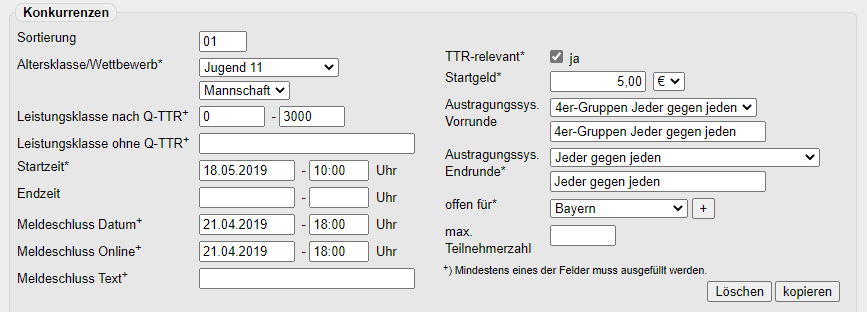 Konkurrenzen
Sortierung 01
Altersklasse/Wettbewerb* Jugend 11
Mannschaft
Leistungsklasse nach Q-TTR+ 0 - 3000
Leistungsklasse ohne Q-TTR+
Startzeit* 18.05.2019 - 10:00 Uhr
Endzeit - Uhr
Meldeschluss Datum+ 21.04.2019 - 18:00 Uhr
Meldeschluss Online+ 21.04.2019 - 18:00 Uhr
Meldeschluss Text+
TTR-relevant* ja
Startgeld* 5,00 €
Austragungssys. 4er-Gruppen Jeder gegen jeden
Vorrunde 4er-Gruppen Jeder gegen jeden
Austragungssys. Jeder gegen jeden
Endrunde* Jeder gegen jeden
offen für* Bayern +
max.
Teilnehmerzahl
+) Mindestens eines der Felder muss ausgefüllt werden.
Löschen kopieren